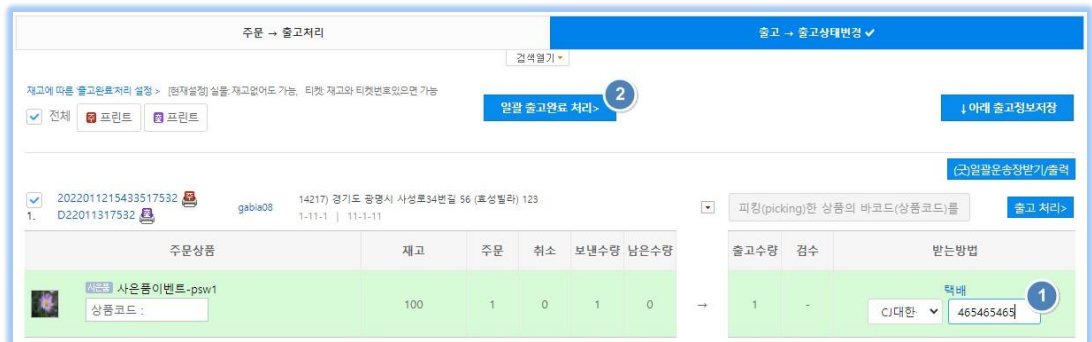 주문 → 출고처리
출고 → 출고상태변경 ✔
검색열기
재고에 따른 '출고완료'처리 설정 > [현재설정] 실물: 재고없어도 가능, 티켓: 재고와 티켓번호있으면 가능
전체 주 프린트 출 프린트
일괄 출고완료 처리>
2
↓아래 출고정보저장
(굿)일괄운송장받기/출력
2022011215433517532
1. D22011317532
gabia08
14217) 경기도 광명시 사성로34번길 56 (효성빌라) 123
1-11-1 | 11-1-11
피킹(picking)한 상품의 바코드(상품코드)를
출고 처리>
주문상품 재고 주문 취소 보낸수량 남은수량 출고수량 검수 받는방법
사은품 사은품이벤트-psw1
상품코드 :
100 1 0 1 0 → 1 -
택배
1
CJ대한 465465465